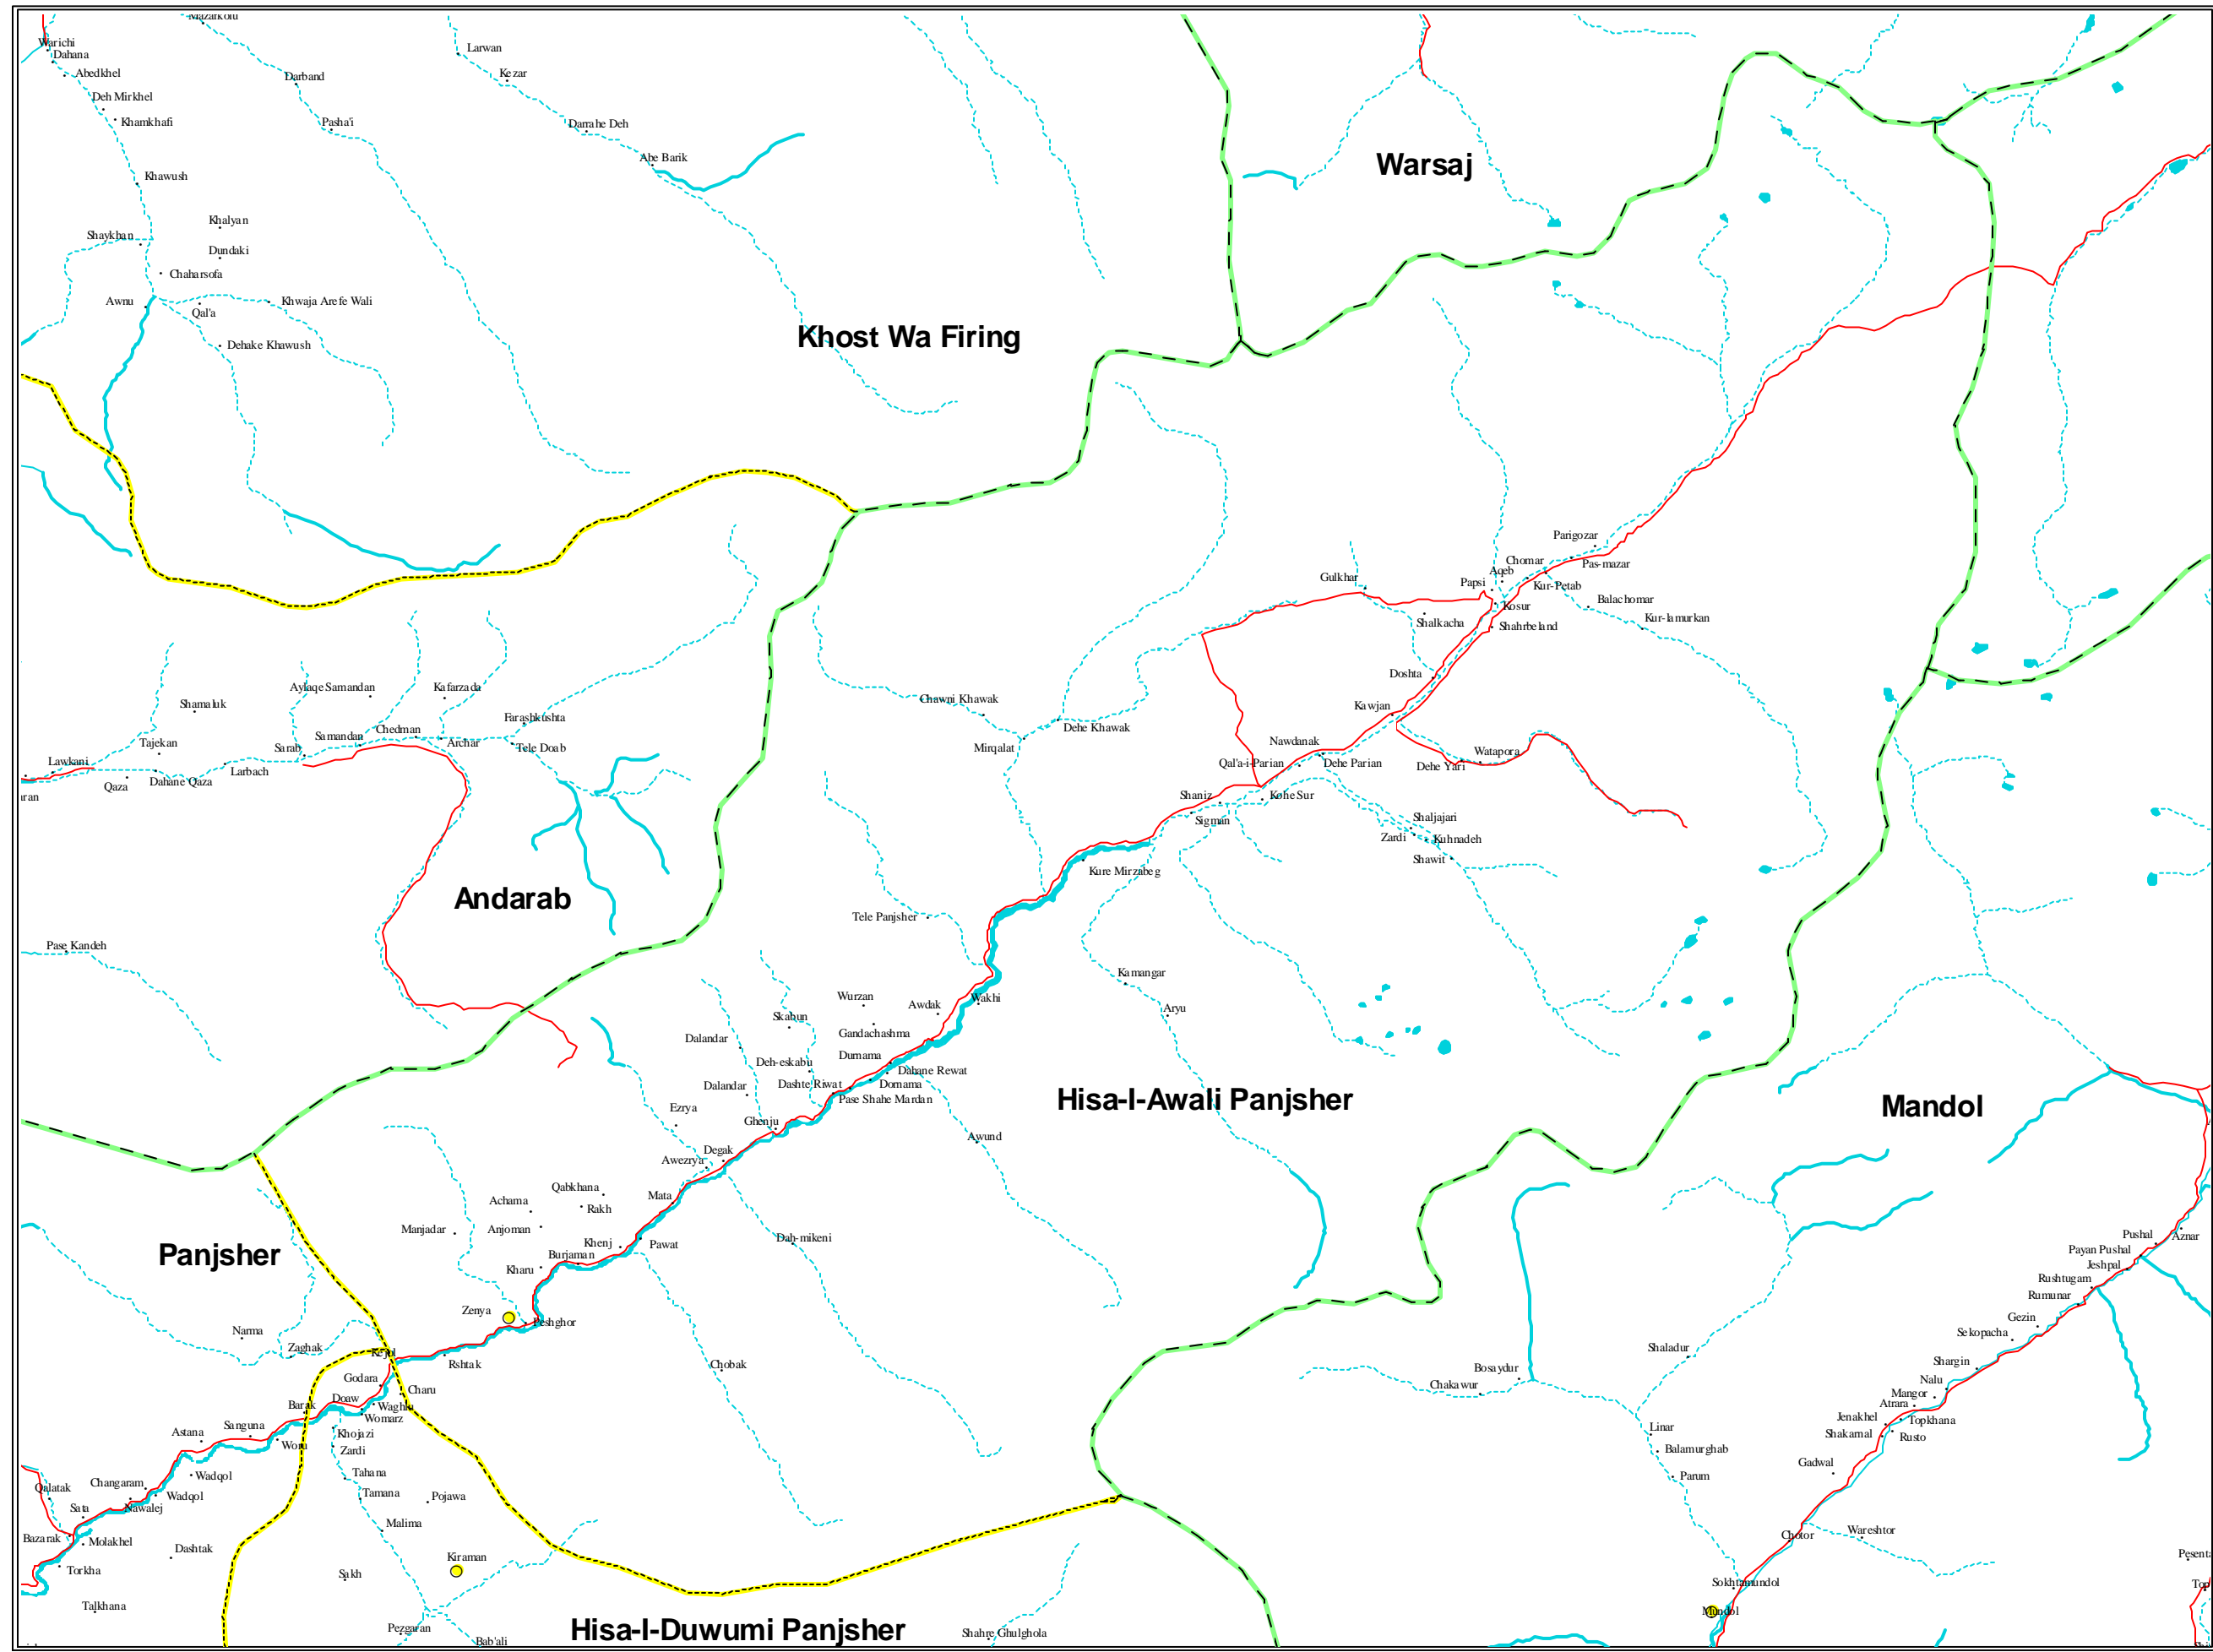 Mazarkotu
Warichi
Dahana
Abedkhel
Deh Mirkhel
Khamkhafi
Darband
Pasha'i
Larwan
Kezar
Darrahe Deh
Abe Barik
Warsaj
Khawush
Khalyan
Shaykhan
Dundaki
Chaharsofa
Awnu
Qal'a
Khwaja Arefe Wali
Dehake Khawush
Khost Wa Firing
Parigozar
Chomar
Pas-mazar
Aqeb
Gulkhar
Papsi
Kur-Petab
Kosur
Balachomar
Shalkacha
Shahrbeland
Kur-lamurkan
Doshta
Kawjan
Aylaqe Samandan
Kafarzada
Shamaluk
Chawni Khawak
Dehe Khawak
Farashkushta
Tajekan
Sarab
Samandan
Chedman
Archar
Tele Doab
Mirqalat
Nawdanak
Lawkani
Qaza
Dahane Qaza
Larbach
Qal'a-i-Parian
Dehe Parian
Dehe Yari
Watapora
Shaniz
Kohe Sur
Sigman
Shaljajari
Zardi
Kuhnadeh
Shawit
Kure Mirzabeg
Andarab
Tele Panjsher
Pase Kandeh
Kamangar
Wurzan
Awdak
Wakhi
Aryu
Skabun
Gandachashma
Dalandar
Durnama
Deh-eskabu
Dahane Rewat
Dashte Riwat
Dornama
Dalandar
Pase Shahe Mardan
Hisa-I-Awali Panjsher
Mandol
Ezrya
Ghenju
Awund
Degak
Awezrya
Qabkhana
Mata
Achama
Rakh
Manjadar
Anjoman
Khenj
Pawat
Dah-mikeni
Burjaman
Kharu
Panjsher
Pushal
Aznar
Payan Pushal
Jeshpal
Rushtugam
Rumunar
Zenya
Peshghor
Gezin
Sekopacha
Narma
Zaghak
Kejol
Rshtak
Chobak
Shaladur
Shargin
Bosaydur
Chakawur
Nalu
Mangor
Atrara
Godara
Charu
Doaw
Waghlu
Barak
Womarz
Jenakhel
Topkhana
Shakarnal
Rusto
Astana
Sanguna
Woru
Khojazi
Zardi
Linar
Balamurghab
Wadqol
Tahana
Gadwal
Parum
Changaram
Qalatak
Nawalej
Wadqol
Tamana
Pojawa
Sata
Malima
Bazarak
Molakhel
Dashtak
Chotor
Wareshtor
Torkha
Kiraman
Sakh
Sokhtamundol
Talkhana
Mundol
Pezgaran
Bab'ali
Hisa-I-Duwumi Panjsher
Shahre Ghulghola